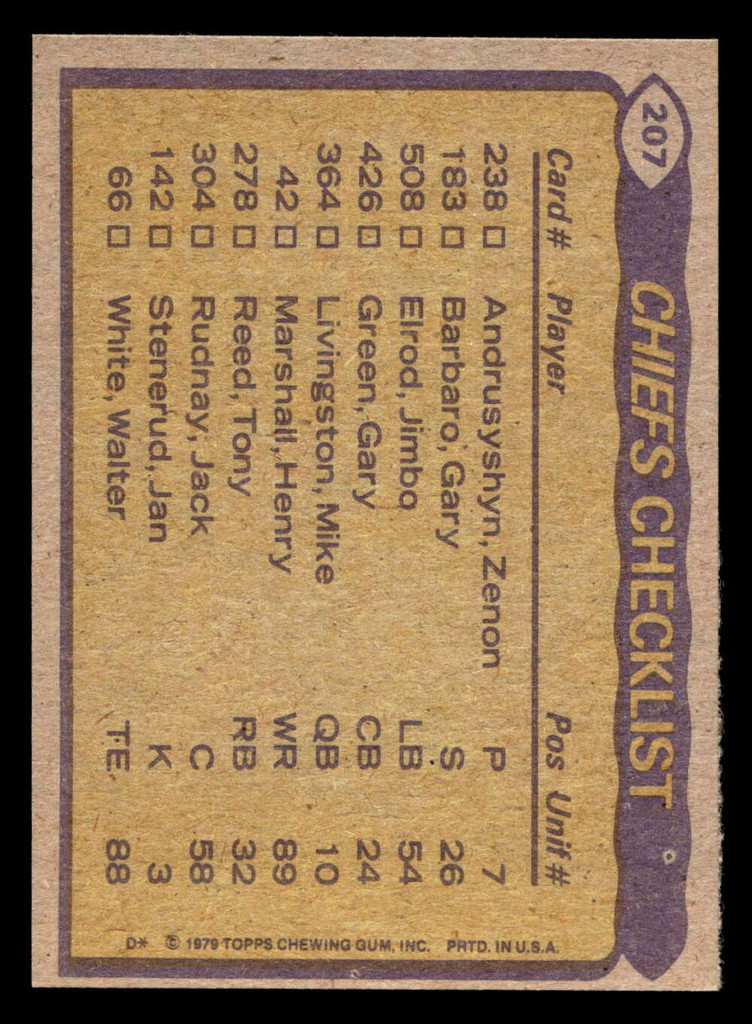 207
CHIEFS CHECKLIST
Card # Player Pos Unif #
238 □ Andrusyshyn, Zenon P 7
183 □ Barbaro, Gary S 26
508 □ Elrod, Jimbo LB 54
426 □ Green, Gary CB 24
364 □ Livingston, Mike QB 10
42 □ Marshall, Henry WR 89
278 □ Reed, Tony RB 32
304 □ Rudnay, Jack C 58
142 □ Stenerud, Jan K 3
66 □ White, Walter TE 88
D* © 1979 TOPPS CHEWING GUM, INC. PRTD. IN U.S.A.